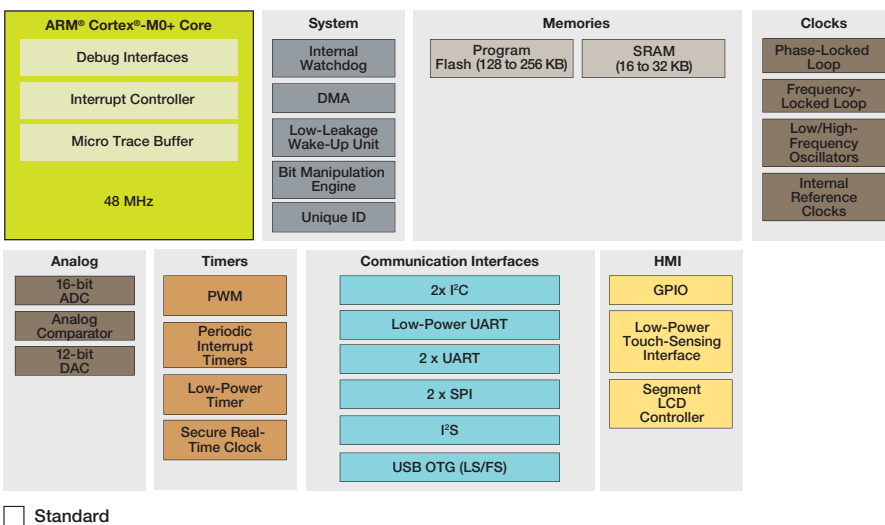 ARM® Cortex®-M0+ Core
Debug Interfaces
Interrupt Controller
Micro Trace Buffer
48 MHz
System
Internal
Watchdog
DMA
Low-Leakage
Wake-Up Unit
Bit Manipulation
Engine
Unique ID
Memories
Program
Flash (128 to 256 KB)
SRAM
(16 to 32 KB)
Clocks
Phase-Locked
Loop
Frequency-
Locked Loop
Low/High-
Frequency
Oscillators
Internal
Reference
Clocks
Analog
16-bit
ADC
Analog
Comparator
12-bit
DAC
Timers
PWM
Periodic
Interrupt
Timers
Low-Power
Timer
Secure Real-
Time Clock
Communication Interfaces
2x I²C
Low-Power UART
2 x UART
2 x SPI
I²S
USB OTG (LS/FS)
HMI
GPIO
Low-Power
Touch-Sensing
Interface
Segment
LCD
Controller
Standard